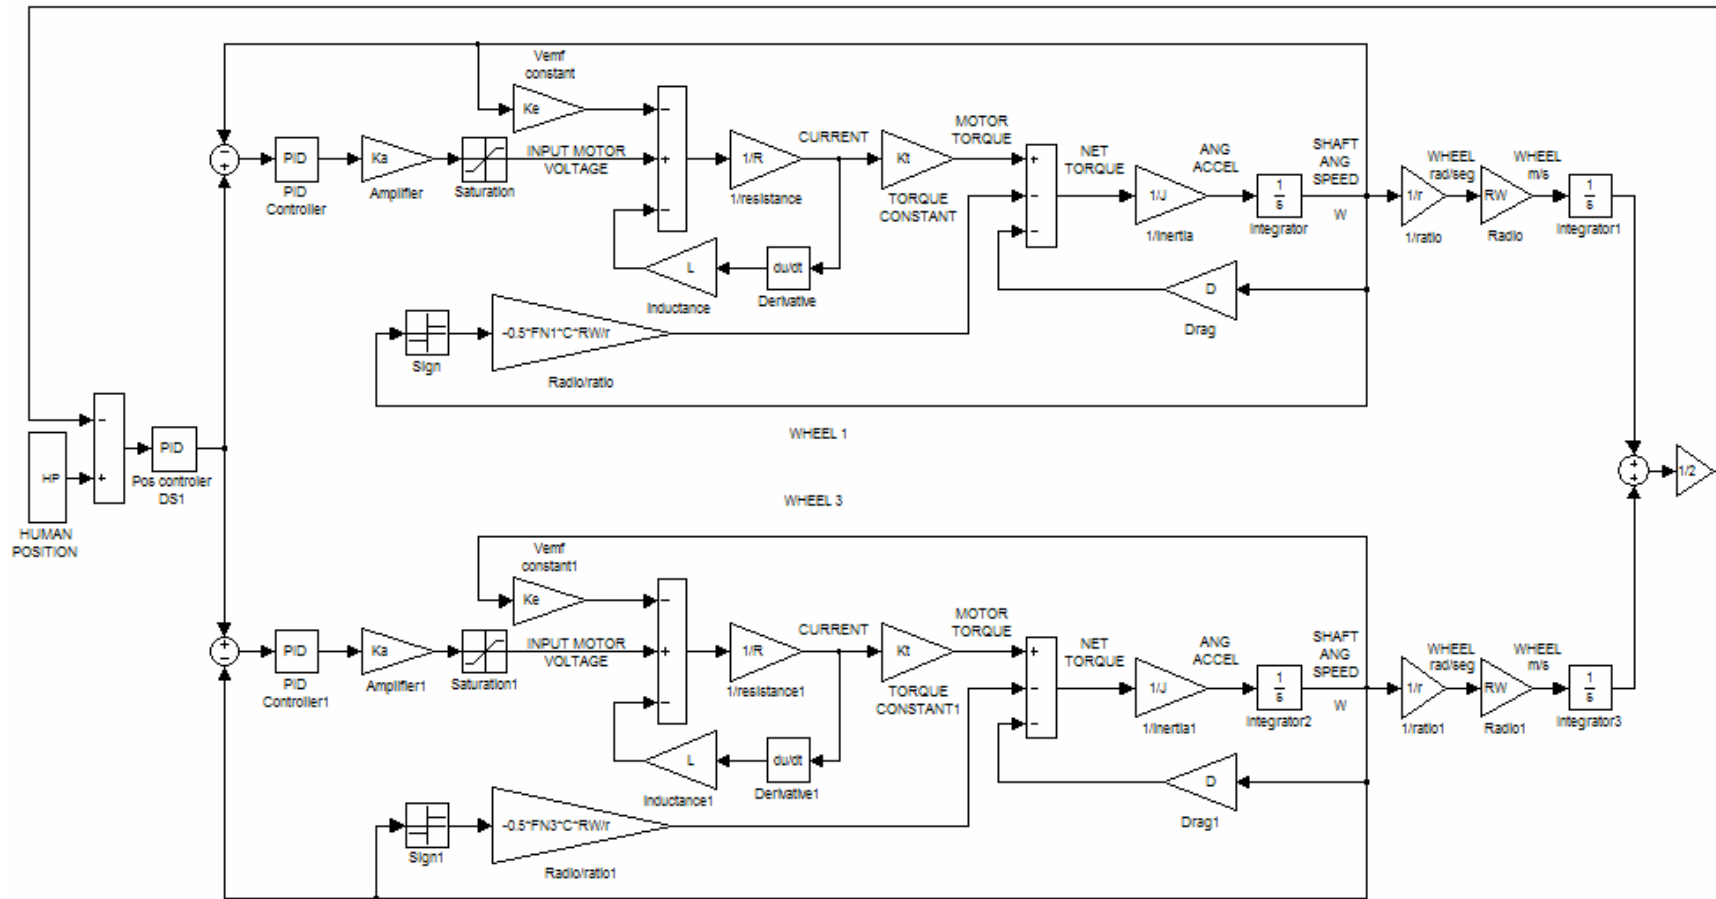 Vemf
constant
Ke
PID
PID
Controller
Ka
Amplifier
Saturation
INPUT MOTOR
VOLTAGE
1/R
1/resistance
CURRENT
Kt
TORQUE
CONSTANT
MOTOR
TORQUE
NET
TORQUE
1/J
1/Inertia
ANG
ACCEL
1
s
Integrator
SHAFT
ANG
SPEED
W
1/r
1/ratio
WHEEL
rad/seg
RW
Radio
WHEEL
m/s
1
s
Integrator1
L
Inductance
du/dt
Derivative
D
Drag
Sign
-0.5*FN1*C*RW/r
Radio/ratio
WHEEL 1
HP
HUMAN
POSITION
PID
Pos controler
DS1
1/2
WHEEL 3
Vemf
constant1
Ke
PID
PID
Controller1
Ka
Amplifier1
Saturation1
INPUT MOTOR
VOLTAGE
1/R
1/resistance1
CURRENT
Kt
TORQUE
CONSTANT1
MOTOR
TORQUE
NET
TORQUE
1/J
1/Inertia1
ANG
ACCEL
1
s
Integrator2
SHAFT
ANG
SPEED
W
1/r
1/ratio1
WHEEL
rad/seg
RW
Radio1
WHEEL
m/s
1
s
Integrator3
L
Inductance1
du/dt
Derivative1
D
Drag1
Sign1
-0.5*FN3*C*RW/r
Radio/ratio1